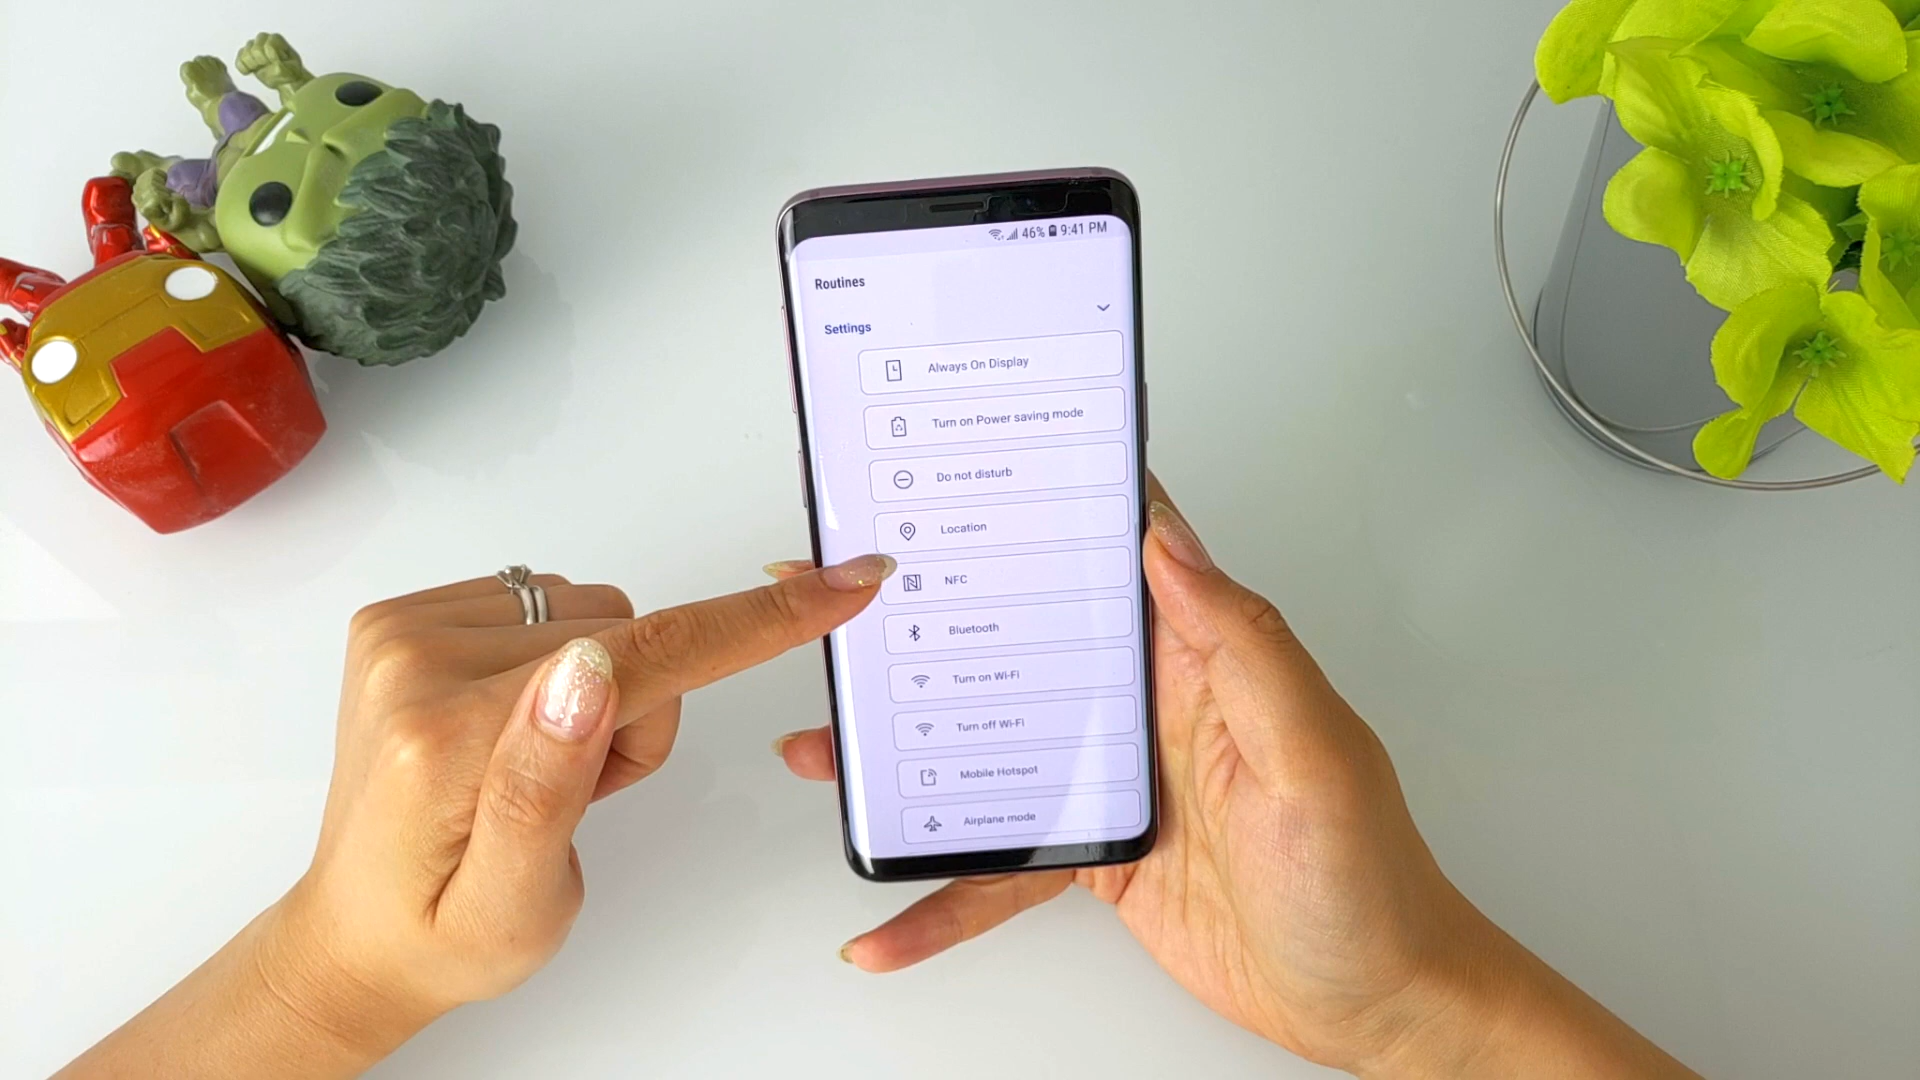 46% 9:41 PM
Routines
Settings
Always On Display
Turn on Power saving mode
Do not disturb
Location
NFC
Bluetooth
Turn on Wi-Fi
Turn off Wi-Fi
Mobile Hotspot
Airplane mode